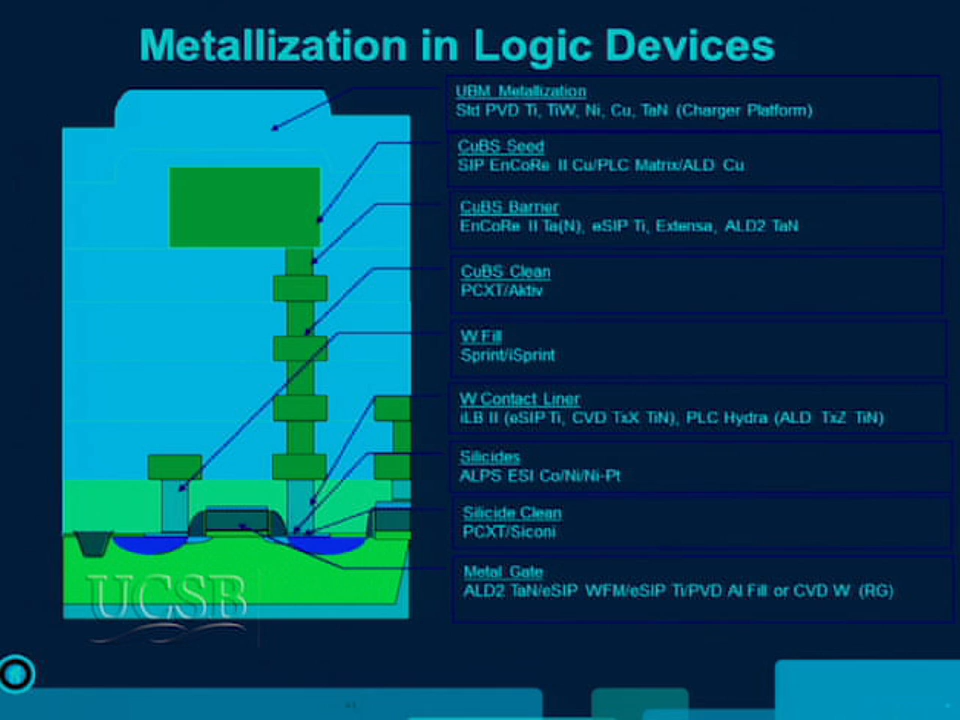 Metallization in Logic Devices
UBM Metallization
Std PVD Ti, TiW, Ni, Cu, TaN (Charger Platform)
CuBS Seed
SIP EnCoRe II Cu/PLC Matrix/ALD Cu
CuBS Barrier
EnCoRe II Ta(N), eSIP Ti, Extensa, ALD2 TaN
CuBS Clean
PCXT/Aktiv
W Fill
Sprint/iSprint
W Contact Liner
iLB II (eSIP Ti, CVD TxX TiN), PLC Hydra (ALD TxZ TiN)
Silicides
ALPS ESI Co/Ni/Ni-Pt
Silicide Clean
PCXT/Siconi
Metal Gate
ALD2 TaN/eSIP WFM/eSIP Ti/PVD Al Fill or CVD W (RG)
UCSB